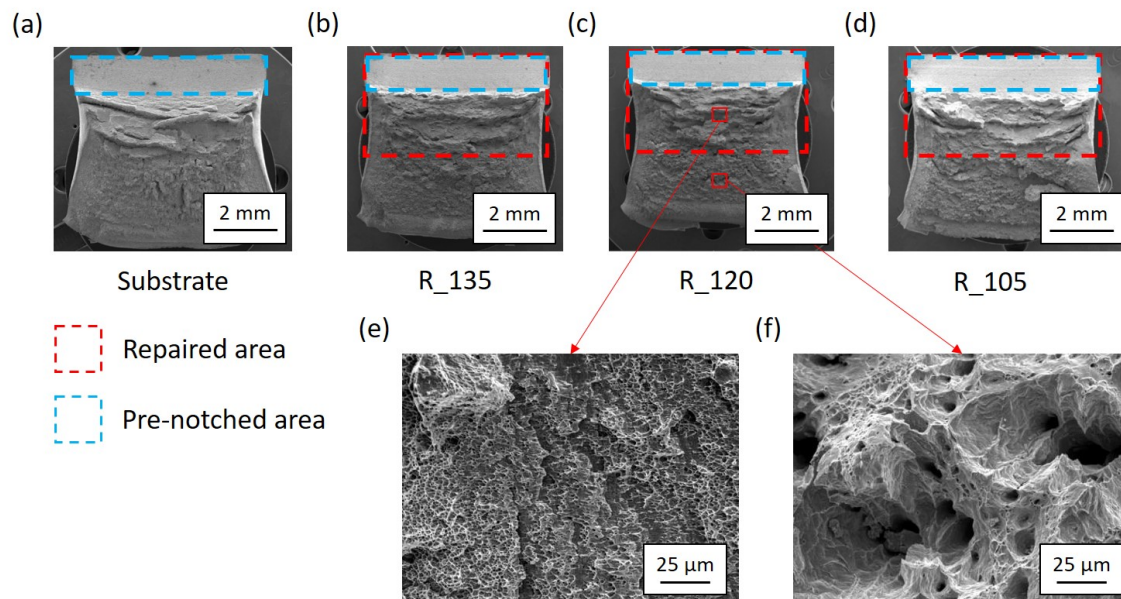 (a)
(b)
(c)
(d)
2 mm
2 mm
2 mm
2 mm
Substrate
R_135
R_120
R_105
Repaired area
Pre-notched area
(e)
(f)
25 µm
25 µm